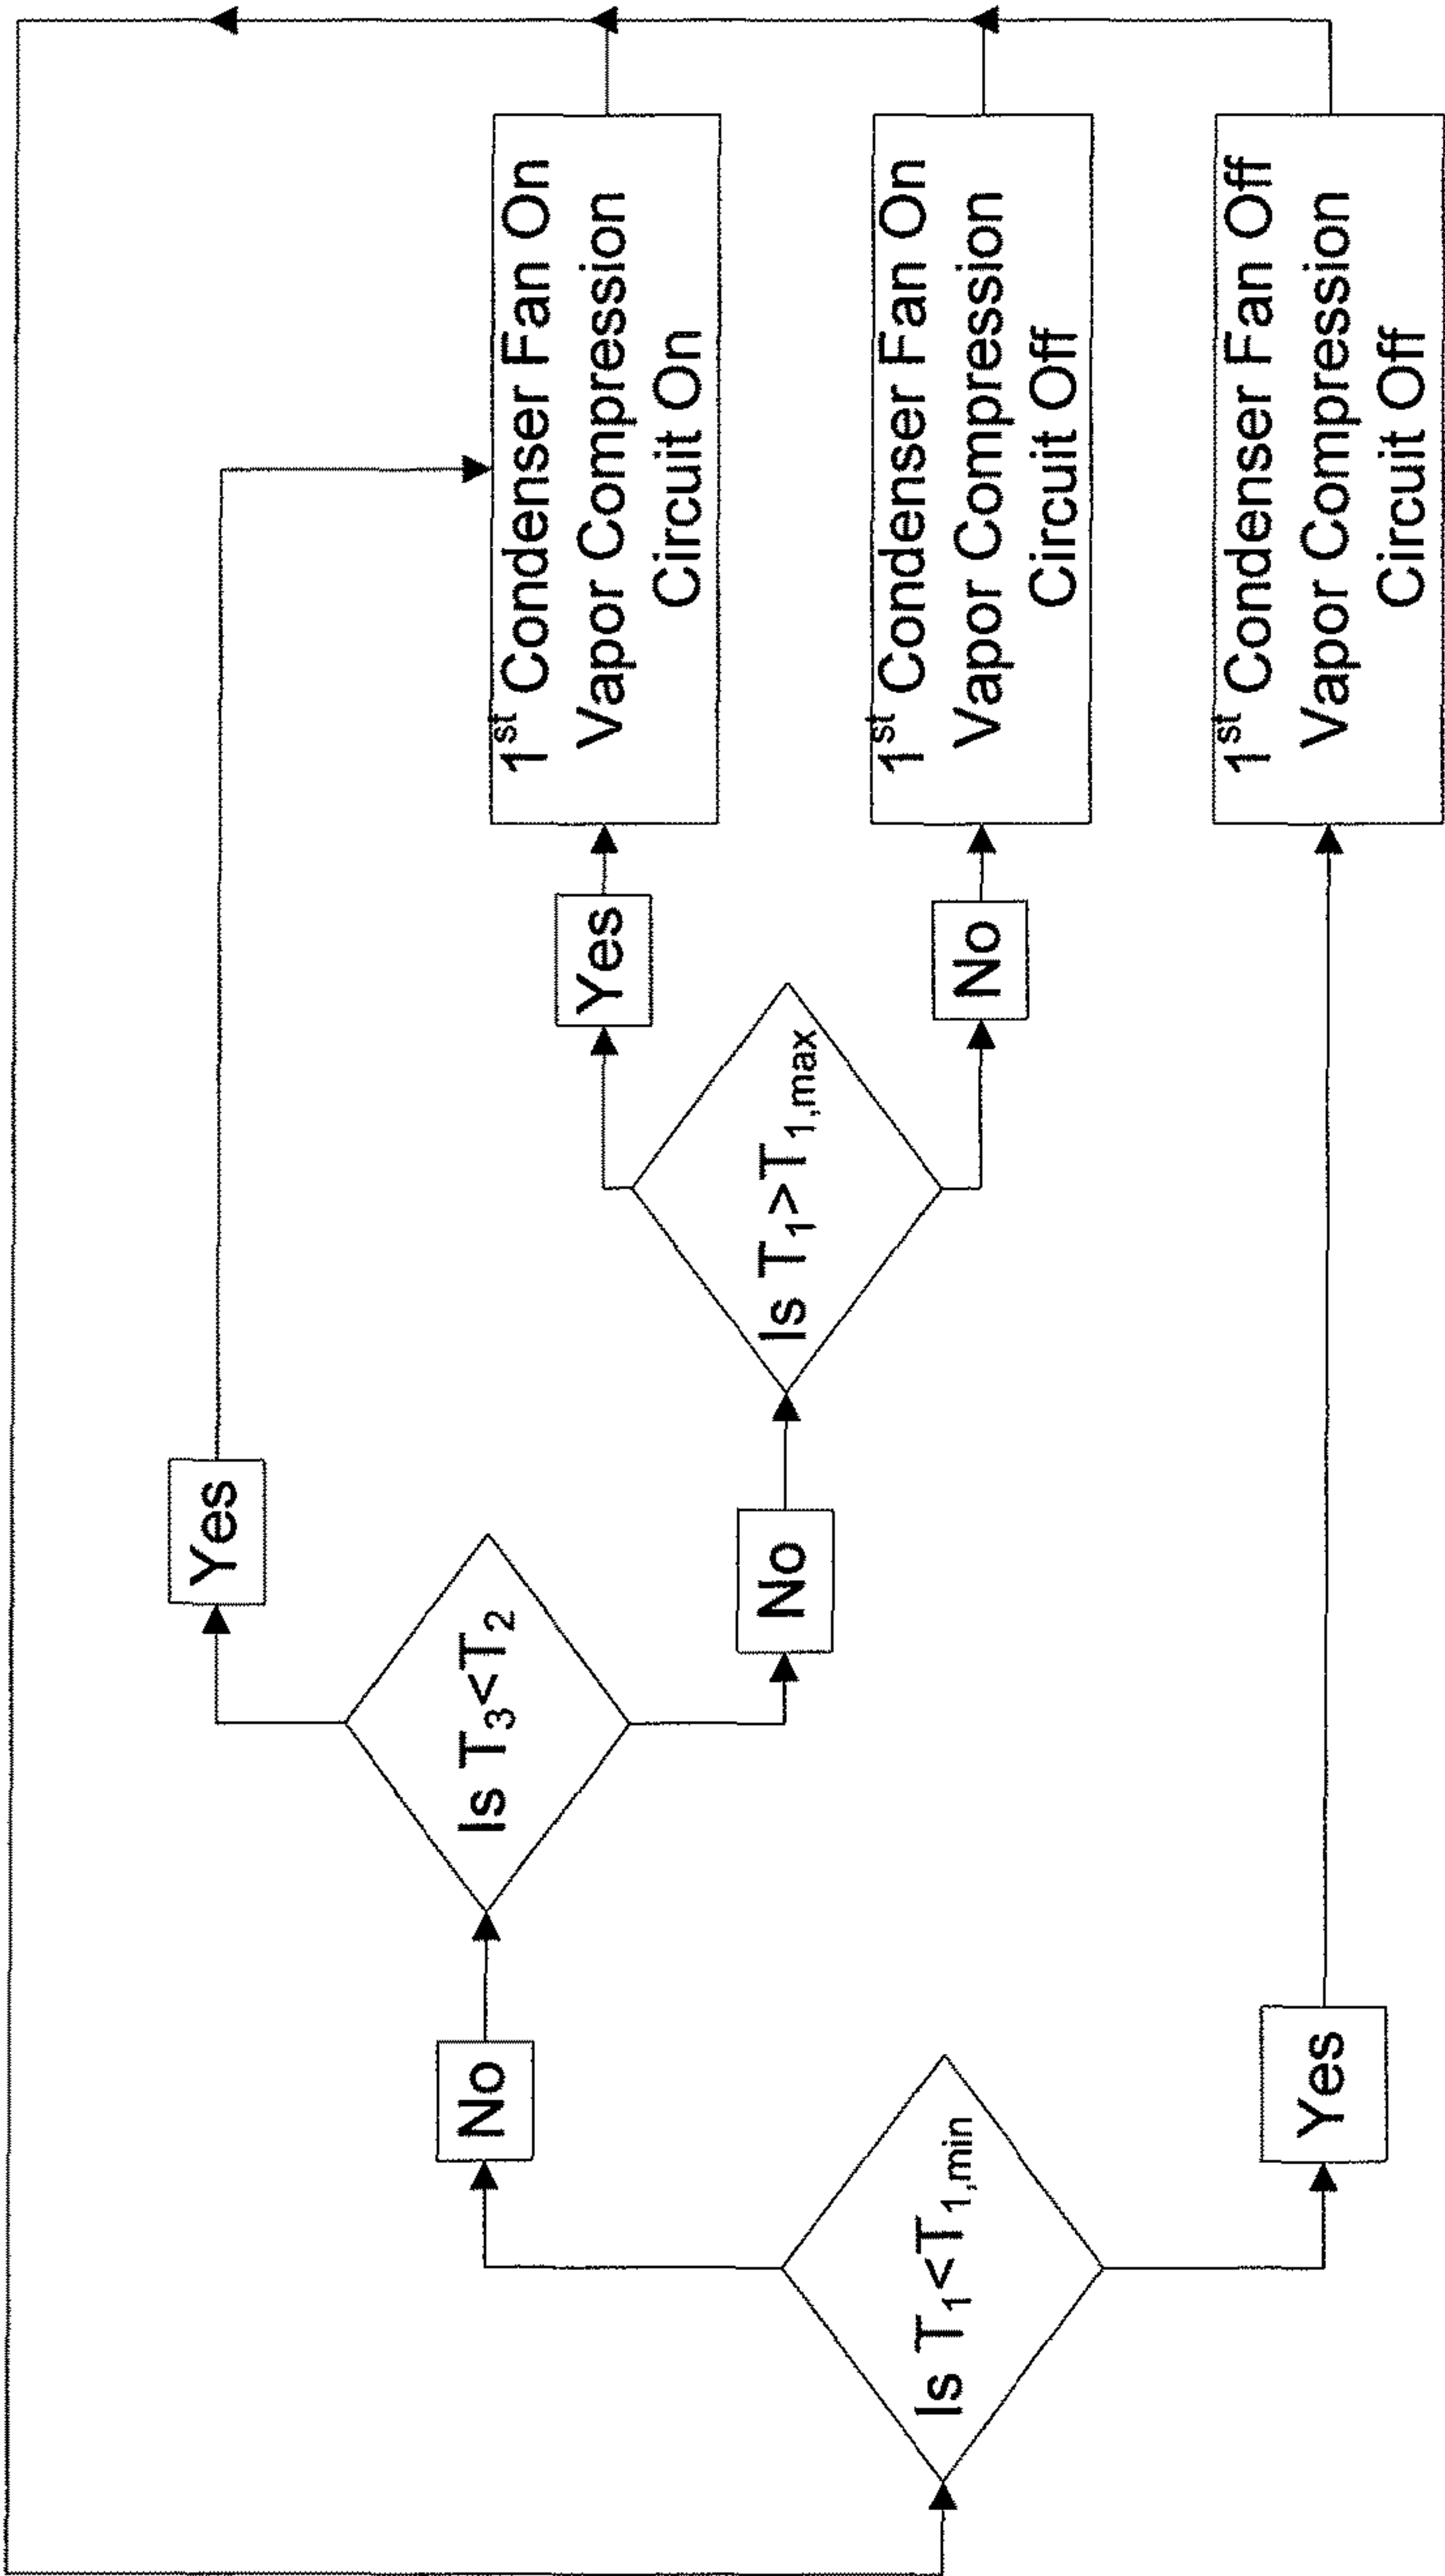 Is T1<T1,min
No
Yes
Is T3<T2
Yes
No
Is T1>T1,max
Yes
No
1st Condenser Fan On
Vapor Compression
Circuit On
1st Condenser Fan On
Vapor Compression
Circuit Off
1st Condenser Fan Off
Vapor Compression
Circuit Off